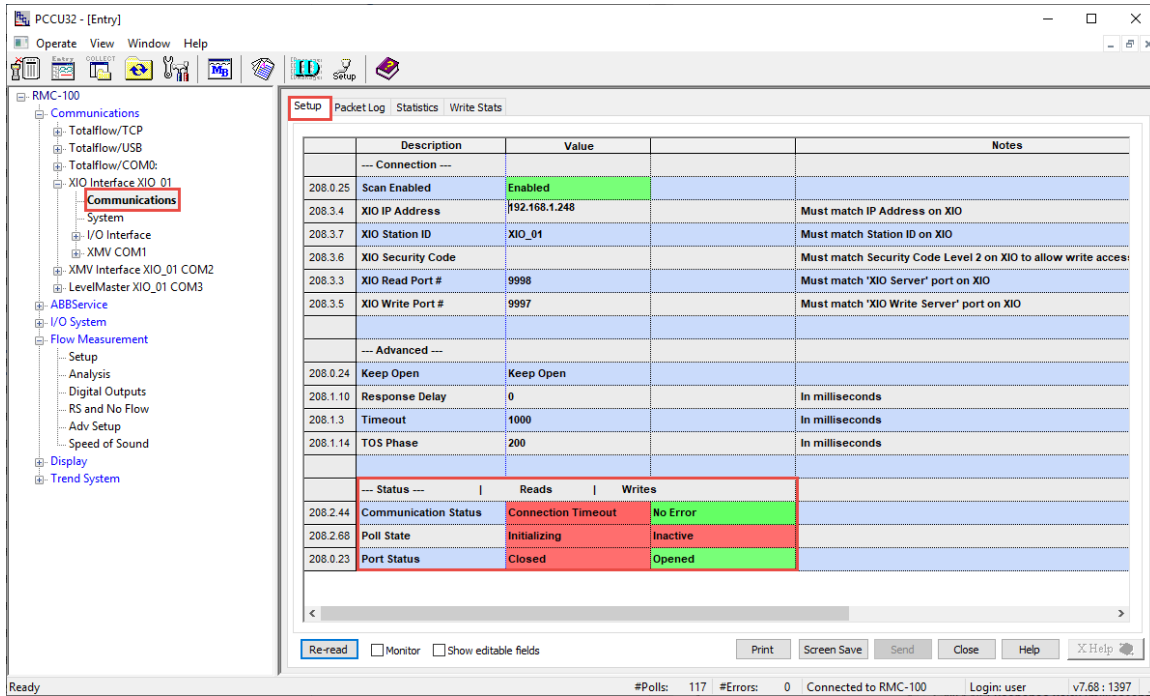 PCCU32 - [Entry]
Operate View Window Help
Entry
COLLECT
MB
Setup
RMC-100
Communications
Totalflow/TCP
Totalflow/USB
Totalflow/COM0:
XIO Interface XIO_01
Communications
System
I/O Interface
XMV COM1
XMV Interface XIO_01 COM2
LevelMaster XIO_01 COM3
ABBService
I/O System
Flow Measurement
Setup
Analysis
Digital Outputs
RS and No Flow
Adv Setup
Speed of Sound
Display
Trend System
Setup Packet Log Statistics Write Stats
Description Value Notes
--- Connection ---
208.0.25 Scan Enabled Enabled
208.3.4 XIO IP Address 192.168.1.248 Must match IP Address on XIO
208.3.7 XIO Station ID XIO_01 Must match Station ID on XIO
208.3.6 XIO Security Code Must match Security Code Level 2 on XIO to allow write access
208.3.3 XIO Read Port # 9998 Must match 'XIO Server' port on XIO
208.3.5 XIO Write Port # 9997 Must match 'XIO Write Server' port on XIO
--- Advanced ---
208.0.24 Keep Open Keep Open
208.1.10 Response Delay 0 In milliseconds
208.1.3 Timeout 1000 In milliseconds
208.1.14 TOS Phase 200 In milliseconds
--- Status --- | Reads | Writes
208.2.44 Communication Status Connection Timeout No Error
208.2.68 Poll State Initializing Inactive
208.0.23 Port Status Closed Opened
Re-read Monitor Show editable fields Print Screen Save Send Close Help X Help
Ready #Polls: 117 #Errors: 0 Connected to RMC-100 Login: user v7.68 : 1397